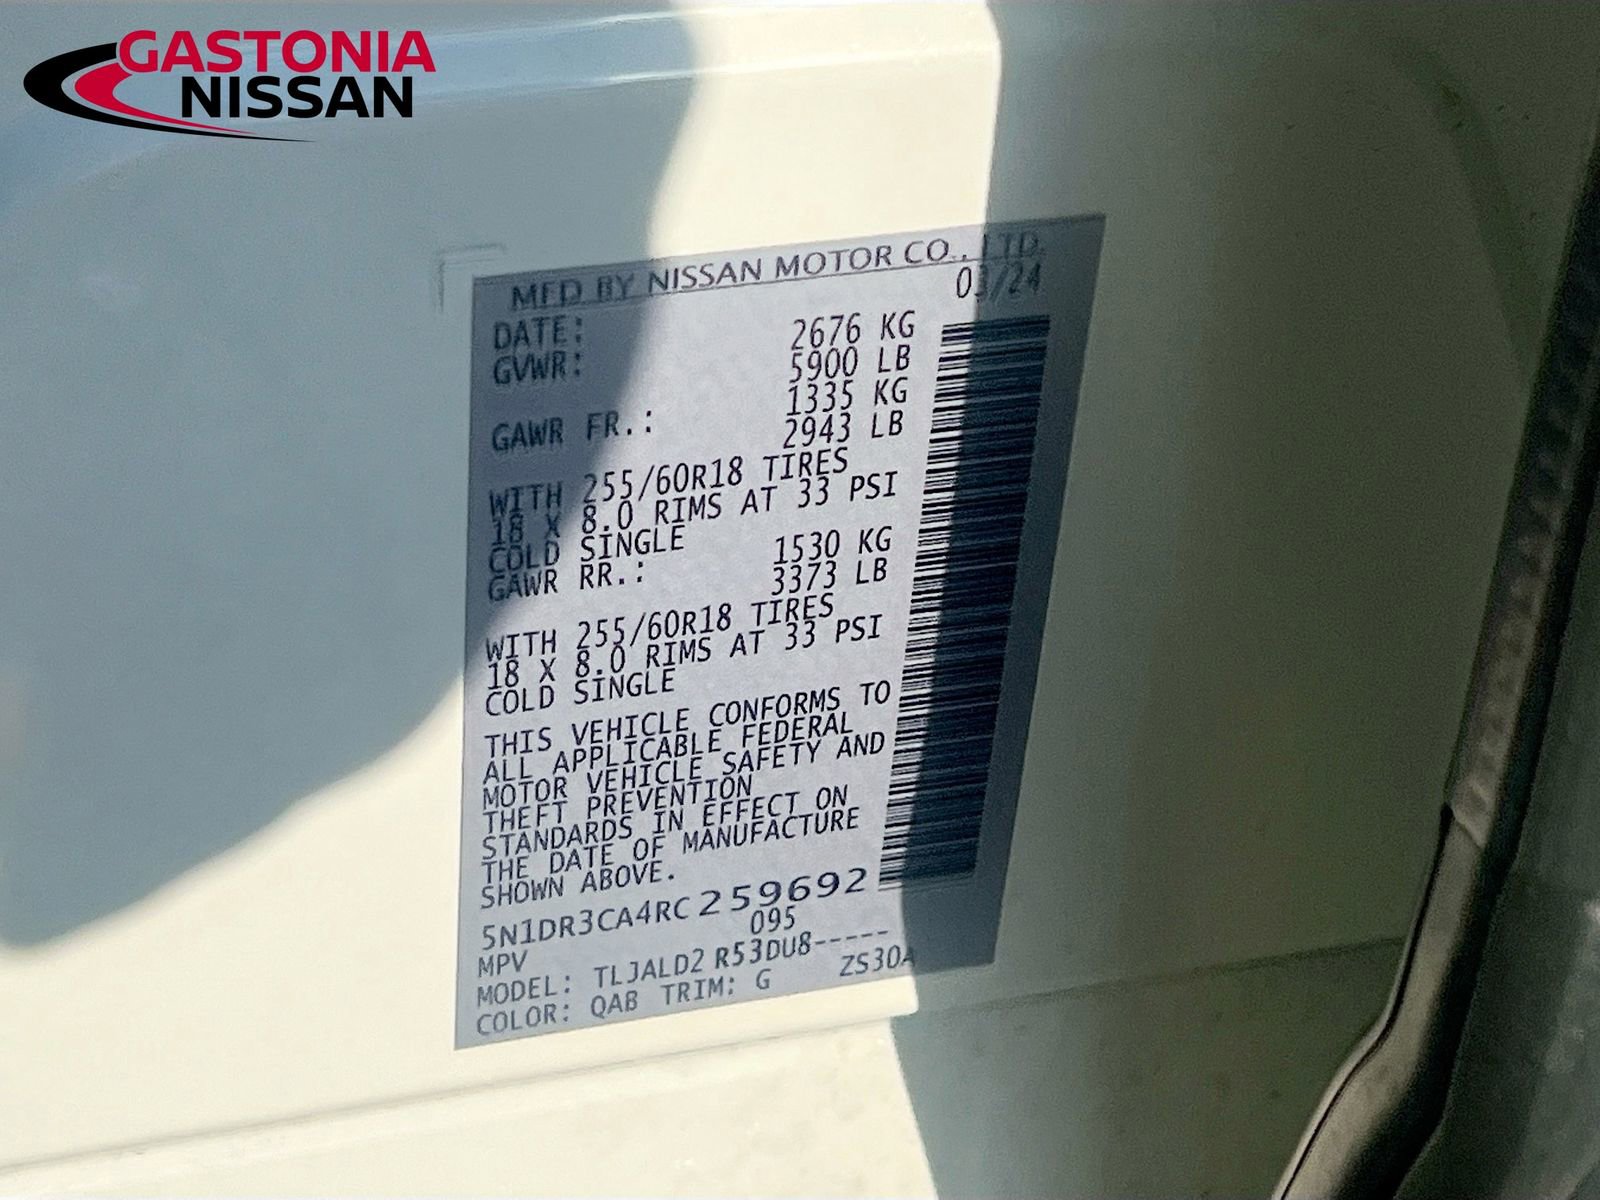 GASTONIA
NISSAN
MFD BY NISSAN MOTOR CO., LTD.
DATE: 03/24
GVWR: 2676 KG
5900 LB
GAWR FR.: 1335 KG
2943 LB
WITH 255/60R18 TIRES
18 X 8.0 RIMS AT 33 PSI
COLD SINGLE
GAWR RR.: 1530 KG
3373 LB
WITH 255/60R18 TIRES
18 X 8.0 RIMS AT 33 PSI
COLD SINGLE
THIS VEHICLE CONFORMS TO
ALL APPLICABLE FEDERAL
MOTOR VEHICLE SAFETY AND
THEFT PREVENTION
STANDARDS IN EFFECT ON
THE DATE OF MANUFACTURE
SHOWN ABOVE.
5N1DR3CA4RC259692
MPV 095
MODEL: TLJALD2 R53DU8-----
COLOR: QAB TRIM: G ZS30A